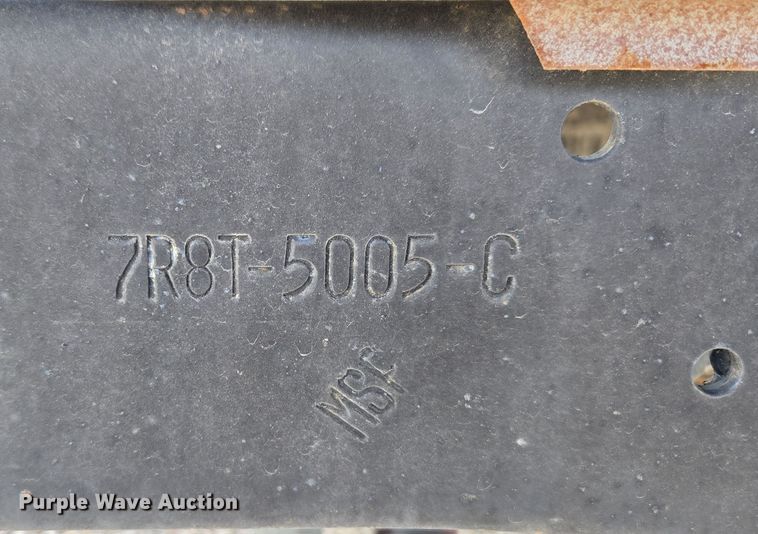 7R8T-5005-C
MSF
Purple Wave Auction